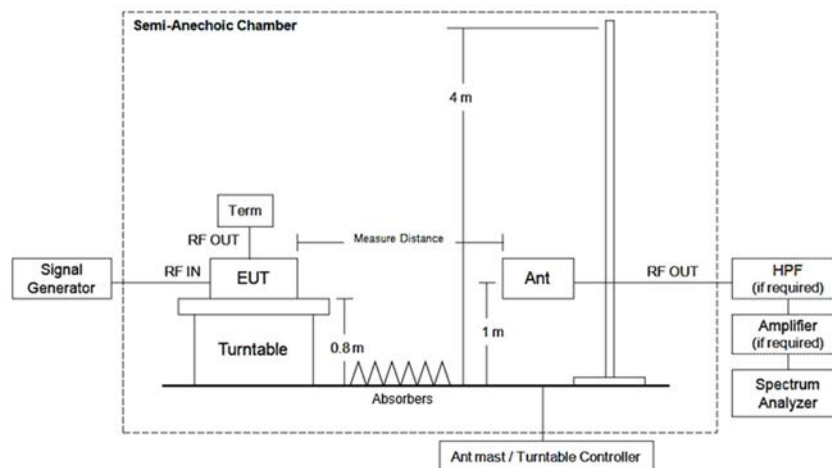 Semi-Anechoic Chamber
4 m
Term
RF OUT
Measure Distance
Signal
Generator
RF IN
EUT
Ant
RF OUT
HPF
(if required)
Turntable
0.8 m
1 m
Amplifier
(if required)
Absorbers
Spectrum
Analyzer
Ant mast / Turntable Controller